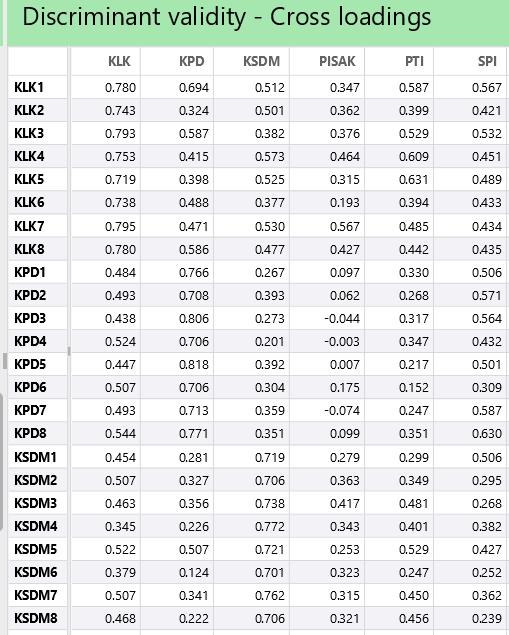 Discriminant validity - Cross loadings
KLK KPD KSDM PISAK PTI SPI
KLK1 0.780 0.694 0.512 0.347 0.587 0.567
KLK2 0.743 0.324 0.501 0.362 0.399 0.421
KLK3 0.793 0.587 0.382 0.376 0.529 0.532
KLK4 0.753 0.415 0.573 0.464 0.609 0.451
KLK5 0.719 0.398 0.525 0.315 0.631 0.489
KLK6 0.738 0.488 0.377 0.193 0.394 0.433
KLK7 0.795 0.471 0.530 0.567 0.485 0.434
KLK8 0.780 0.586 0.477 0.427 0.442 0.435
KPD1 0.484 0.766 0.267 0.097 0.330 0.506
KPD2 0.493 0.708 0.393 0.062 0.268 0.571
KPD3 0.438 0.806 0.273 -0.044 0.317 0.564
KPD4 0.524 0.706 0.201 -0.003 0.347 0.432
KPD5 0.447 0.818 0.392 0.007 0.217 0.501
KPD6 0.507 0.706 0.304 0.175 0.152 0.309
KPD7 0.493 0.713 0.359 -0.074 0.247 0.587
KPD8 0.544 0.771 0.351 0.099 0.351 0.630
KSDM1 0.454 0.281 0.719 0.279 0.299 0.506
KSDM2 0.507 0.327 0.706 0.363 0.349 0.295
KSDM3 0.463 0.356 0.738 0.417 0.481 0.268
KSDM4 0.345 0.226 0.772 0.343 0.401 0.382
KSDM5 0.522 0.507 0.721 0.253 0.529 0.427
KSDM6 0.379 0.124 0.701 0.323 0.247 0.252
KSDM7 0.507 0.341 0.762 0.315 0.450 0.362
KSDM8 0.468 0.222 0.706 0.321 0.456 0.239